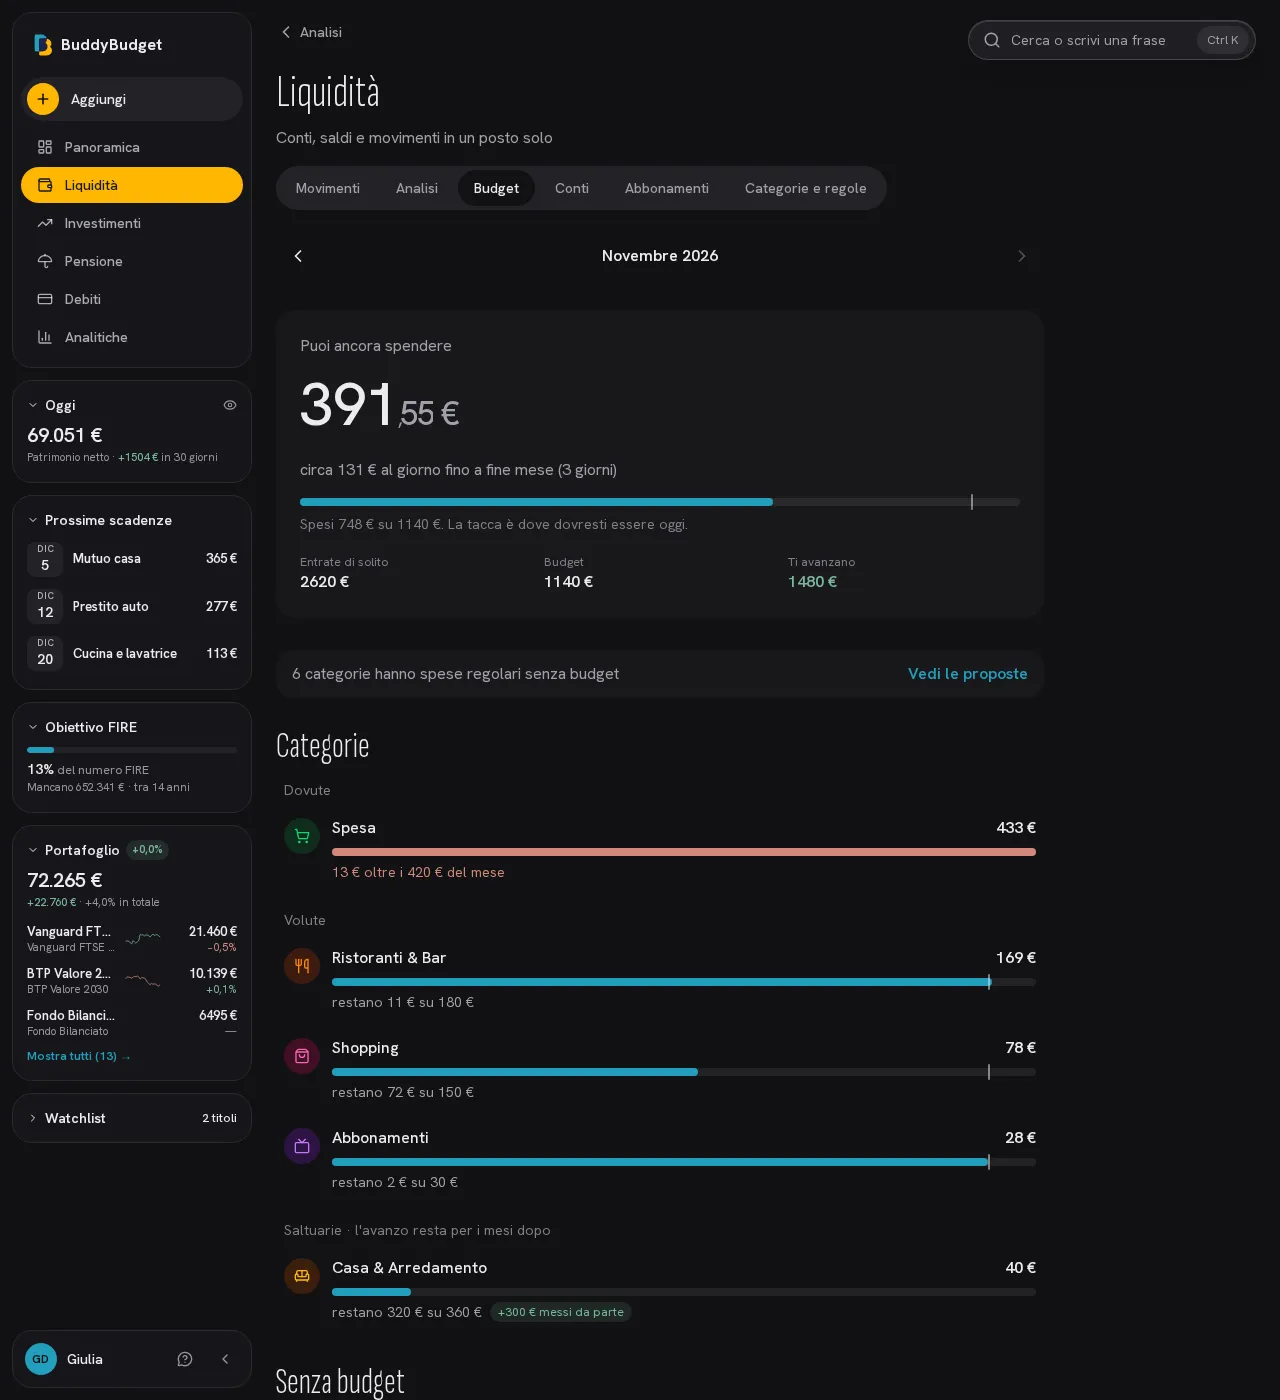 BuddyBudget
Aggiungi
Panoramica
Liquidità
Investimenti
Pensione
Debiti
Analitiche
Oggi
69.051 €
Patrimonio netto · +1504 € in 30 giorni
Prossime scadenze
DIC
5
Mutuo casa
365 €
DIC
12
Prestito auto
277 €
DIC
20
Cucina e lavatrice
113 €
Obiettivo FIRE
13% del numero FIRE
Mancano 652.341 € · tra 14 anni
Portafoglio +0,0%
72.265 €
+22.760 € · +4,0% in totale
Vanguard FT...
21.460 €
Vanguard FTSE ...
−0,5%
BTP Valore 2...
10.139 €
BTP Valore 2030
+0,1%
Fondo Bilanci...
6495 €
Fondo Bilanciato
—
Mostra tutti (13) →
Watchlist
2 titoli
GD
Giulia
Analisi
Cerca o scrivi una frase
Ctrl K
Liquidità
Conti, saldi e movimenti in un posto solo
Movimenti
Analisi
Budget
Conti
Abbonamenti
Categorie e regole
Novembre 2026
Puoi ancora spendere
391,55 €
circa 131 € al giorno fino a fine mese (3 giorni)
Spesi 748 € su 1140 €. La tacca è dove dovresti essere oggi.
Entrate di solito
2620 €
Budget
1140 €
Ti avanzano
1480 €
6 categorie hanno spese regolari senza budget
Vedi le proposte
Categorie
Dovute
Spesa
433 €
13 € oltre i 420 € del mese
Volute
Ristoranti & Bar
169 €
restano 11 € su 180 €
Shopping
78 €
restano 72 € su 150 €
Abbonamenti
28 €
restano 2 € su 30 €
Saltuarie · l'avanzo resta per i mesi dopo
Casa & Arredamento
40 €
restano 320 € su 360 €
+300 € messi da parte
Senza budget